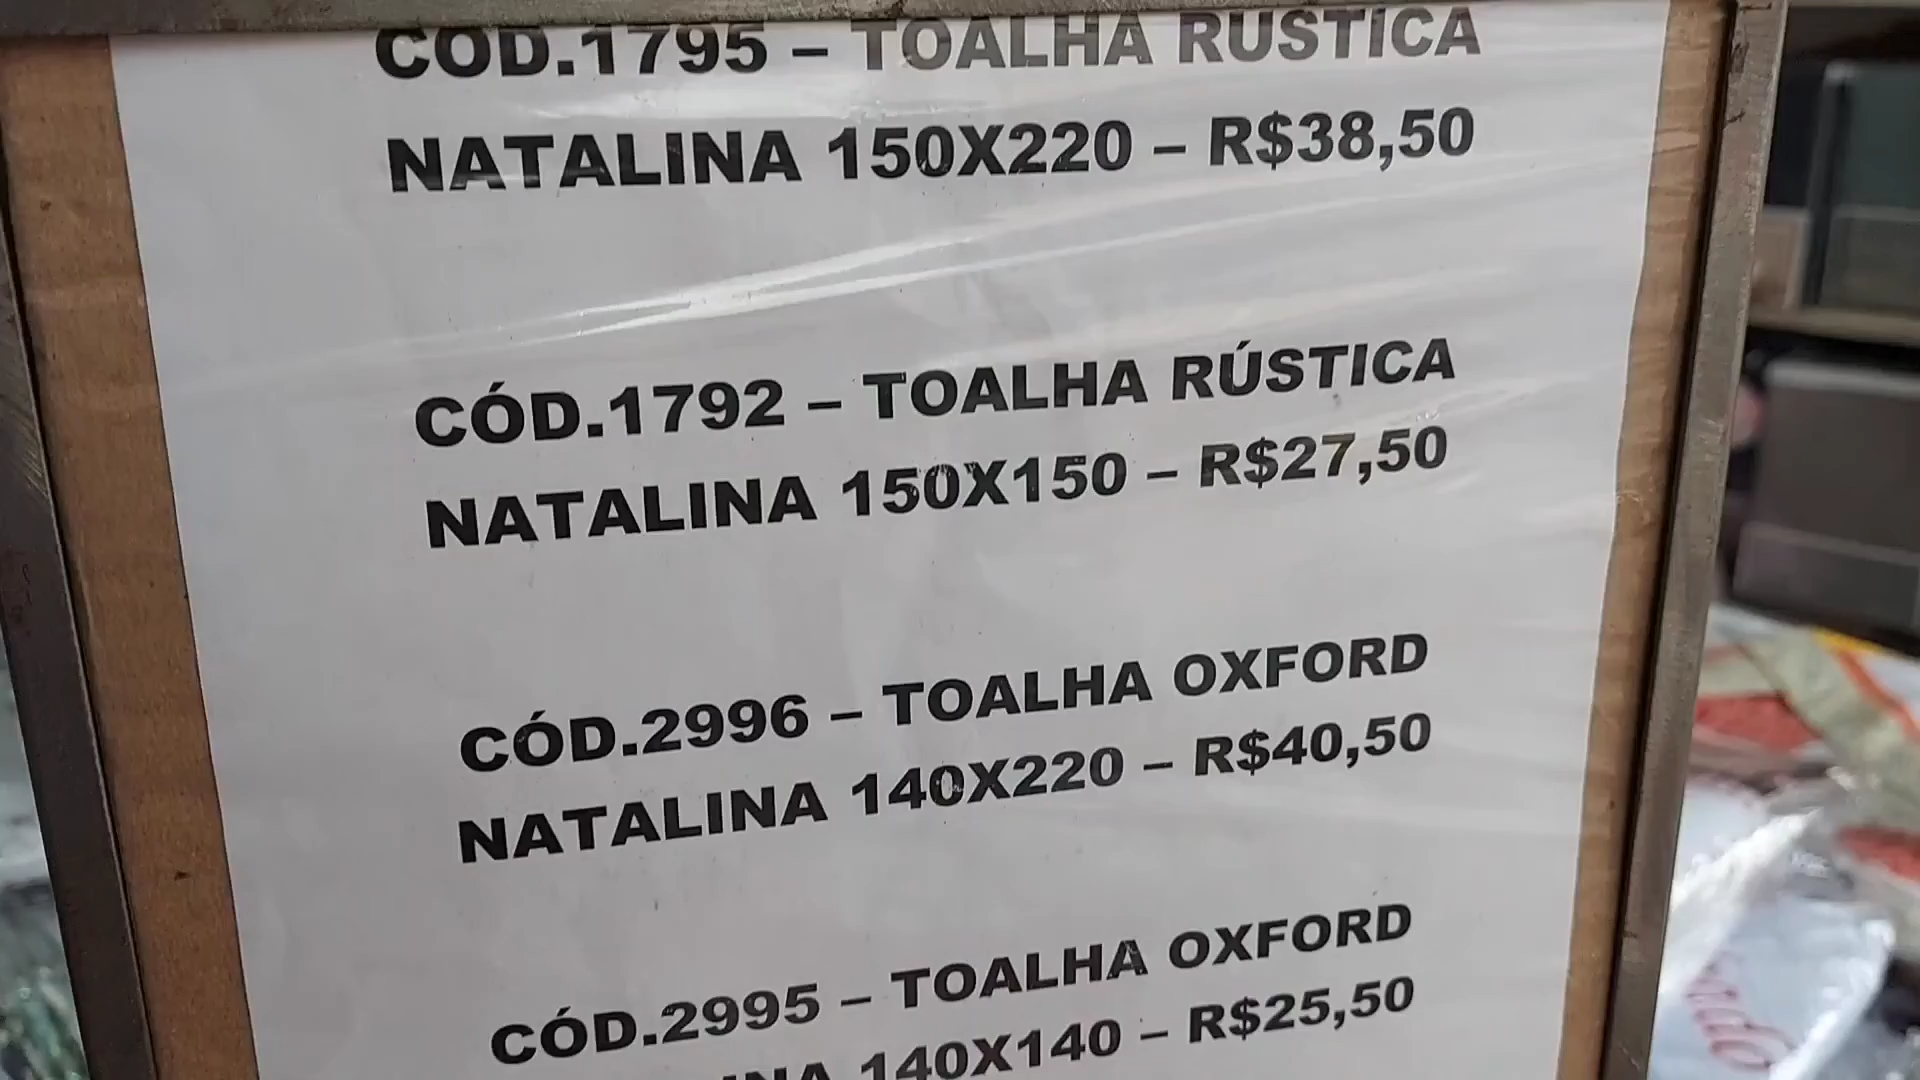 CÓD.1795 – TOALHA RÚSTICA
NATALINA 150X220 – R$38,50
CÓD.1792 – TOALHA RÚSTICA
NATALINA 150X150 – R$27,50
CÓD.2996 – TOALHA OXFORD
NATALINA 140X220 – R$40,50
CÓD.2995 – TOALHA OXFORD
140X140 – R$25,50